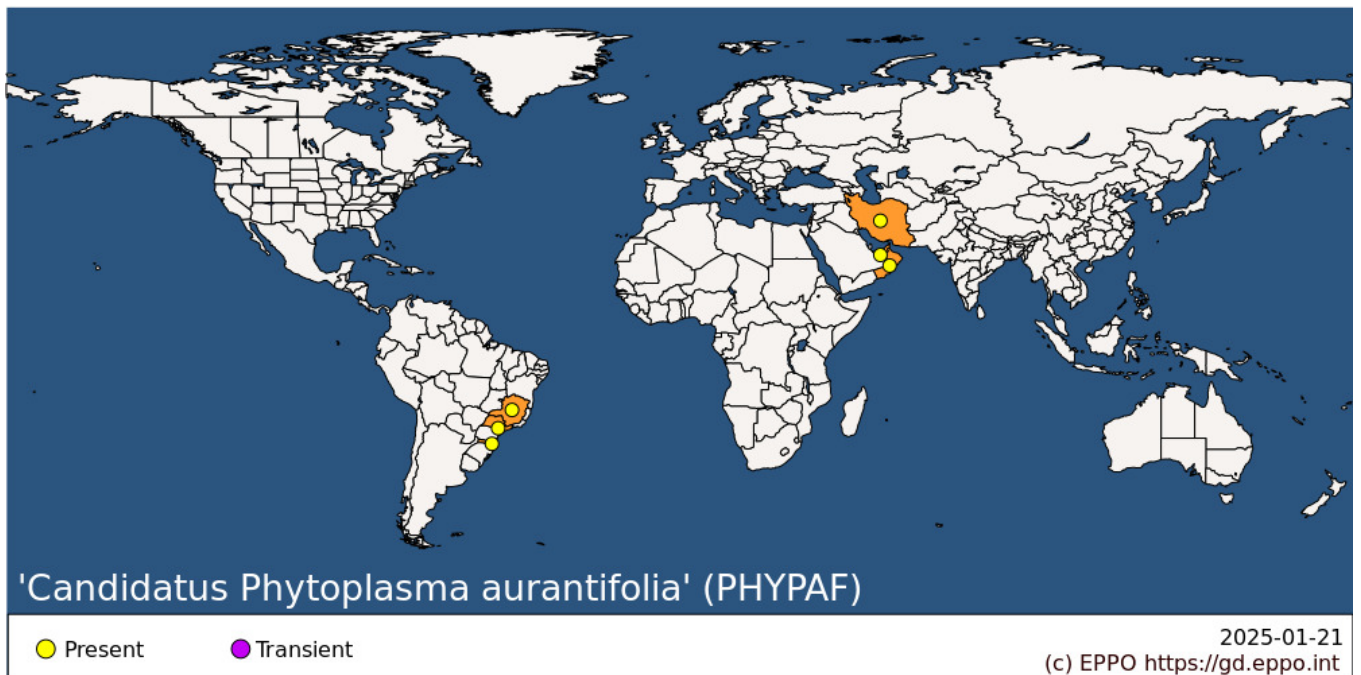 'Candidatus Phytoplasma aurantifolia' (PHYPAF)
Present
Transient
2025-01-21
(c) EPPO https://gd.eppo.int